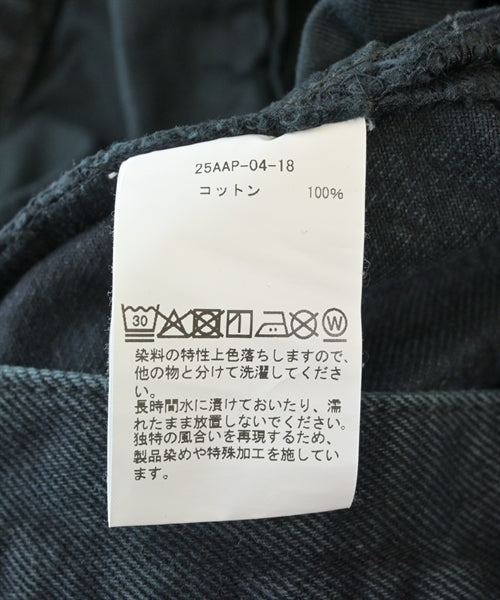 25AAP-04-18
コットン 100%
30 W
染料の特性上色落ちしますので、
他の物と分けて洗濯してくださ
い。
長時間水に漬けておいたり、濡
れたまま放置しないでください。
独特の風合いを再現するため、
製品染めや特殊加工を施してい
ます。